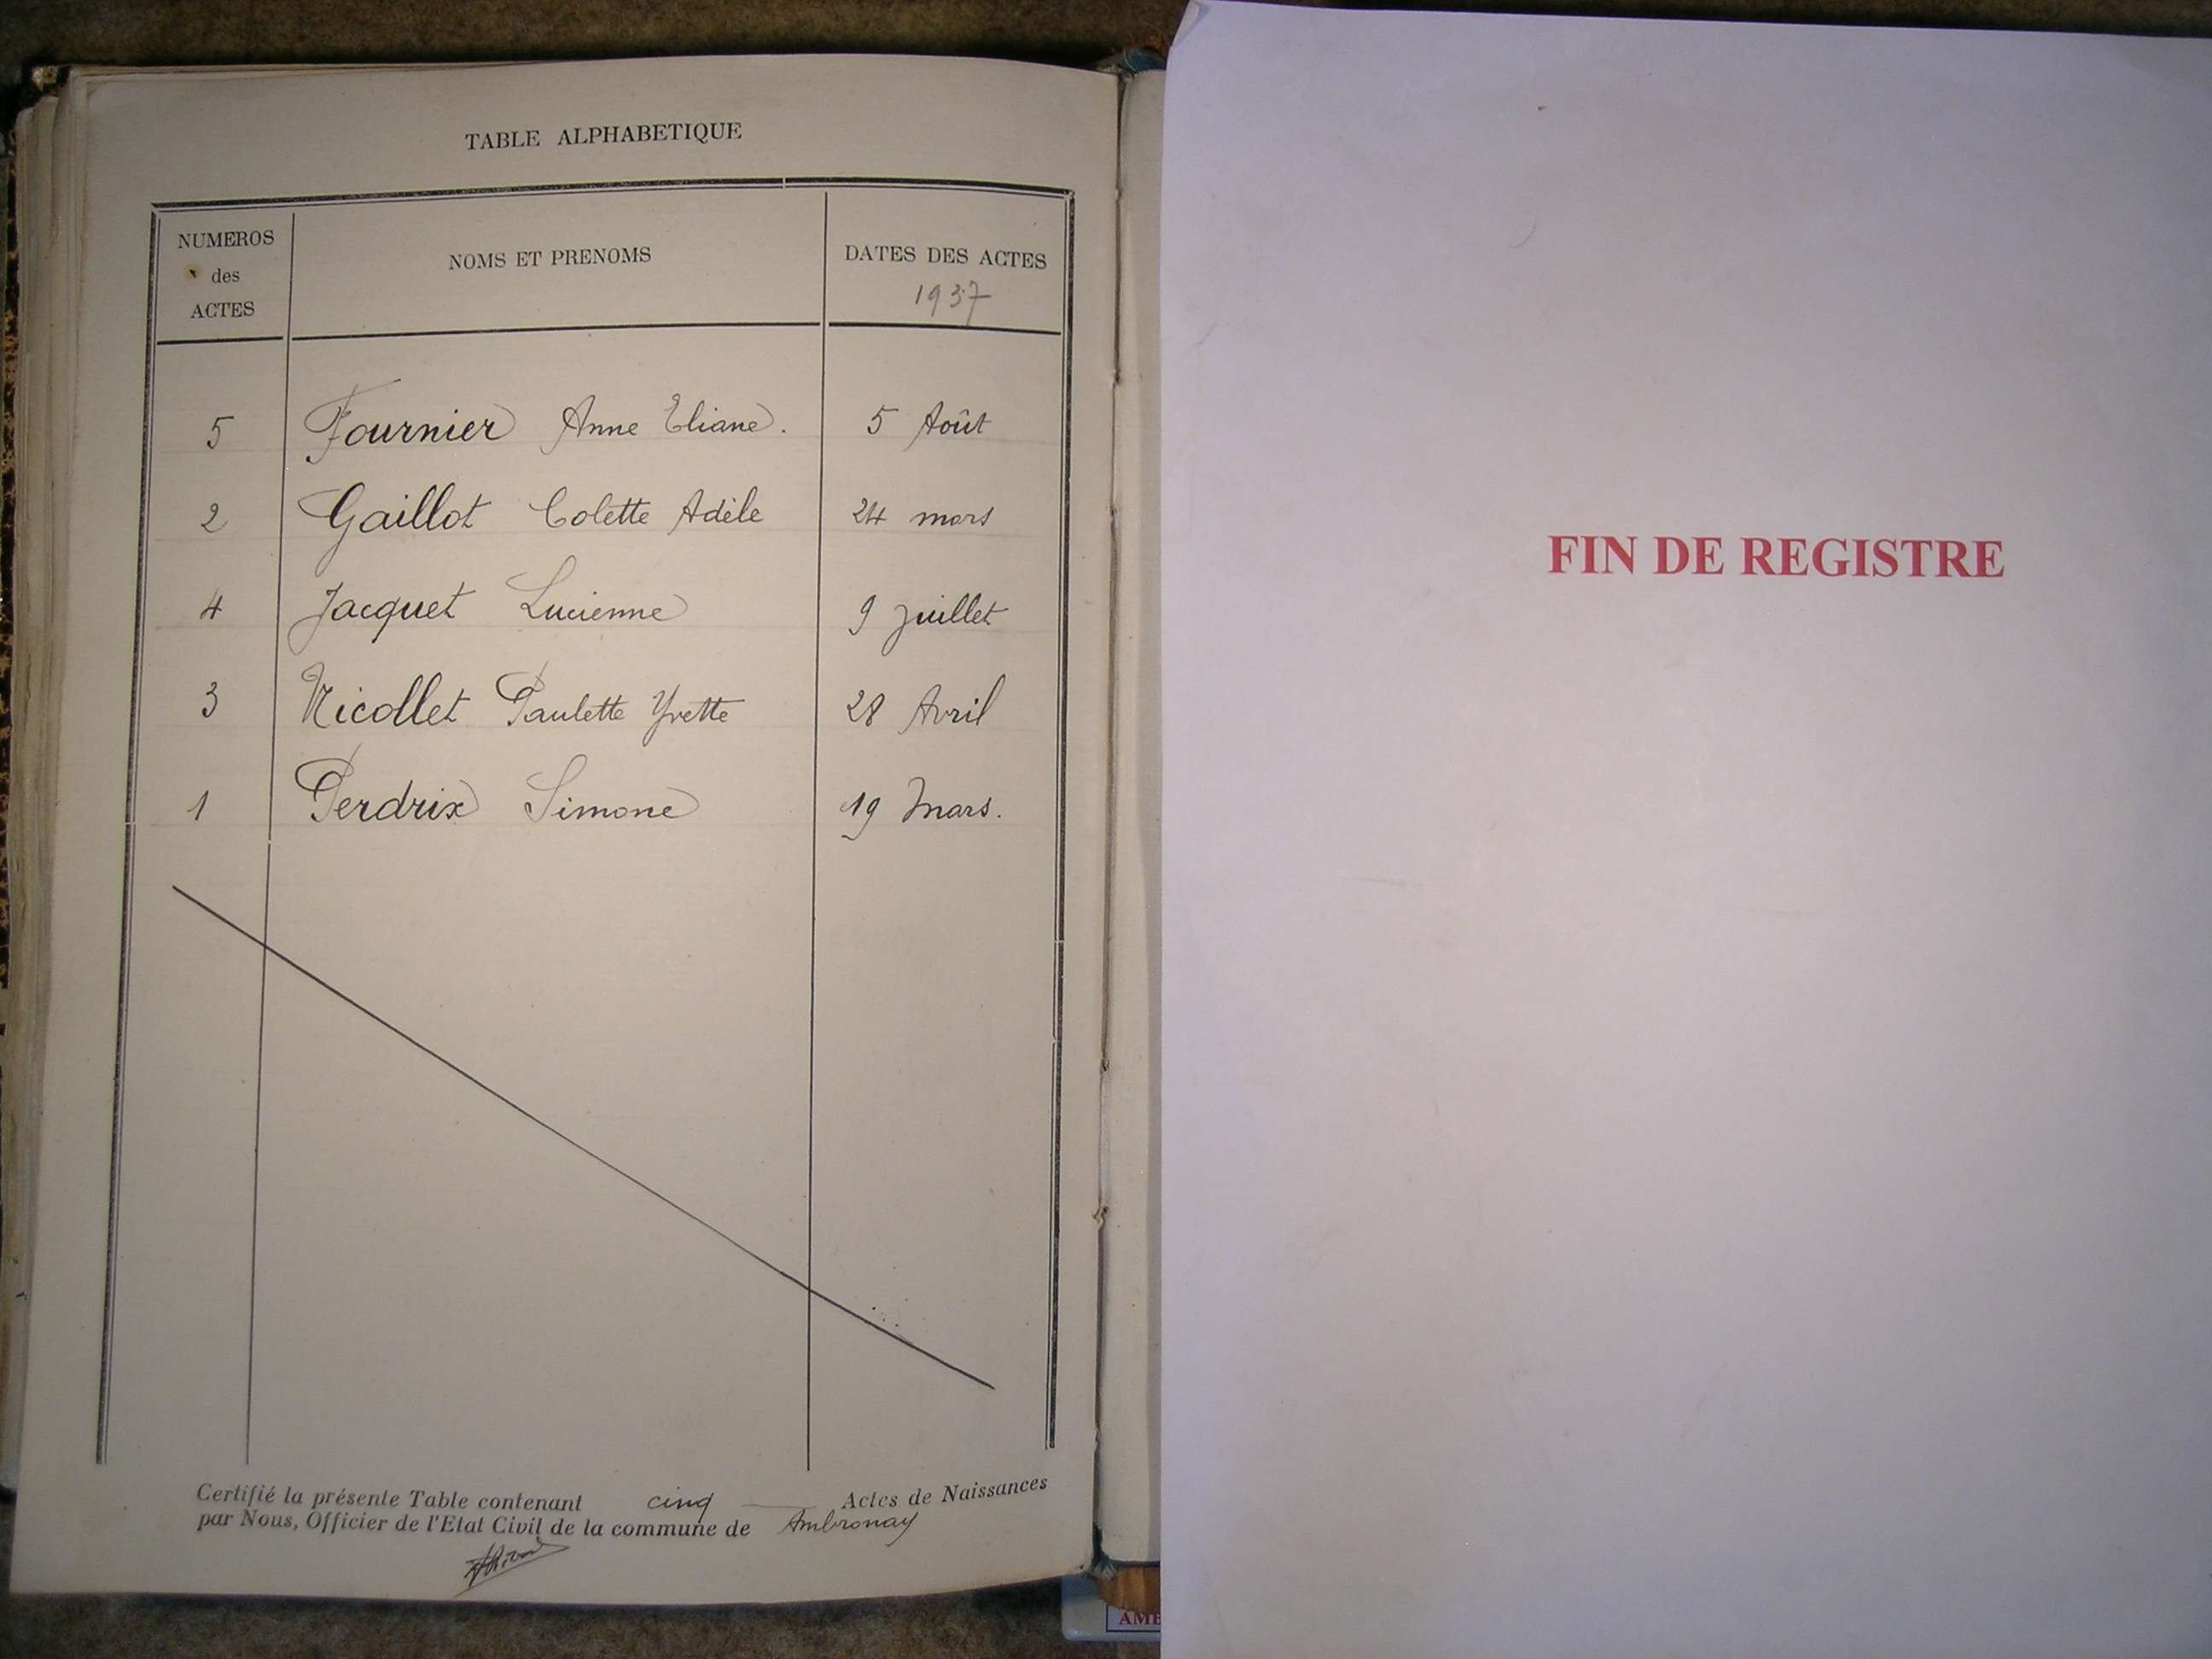 TABLE ALPHABETIQUE
NUMEROS
des
ACTES
NOMS ET PRENOMS
DATES DES ACTES
1937
5 Fournier Anne Eliane. 5 Août
2 Gaillot Colette Adèle 24 mars
4 Jacquet Lucienne 9 juillet
3 Nicollet Paulette Yvette 28 Avril
1 Perdrix Simone 19 Mars.
Certifié la présente Table contenant cinq Actes de Naissances
par Nous, Officier de l'Etat Civil de la commune de Ambronay
FIN DE REGISTRE